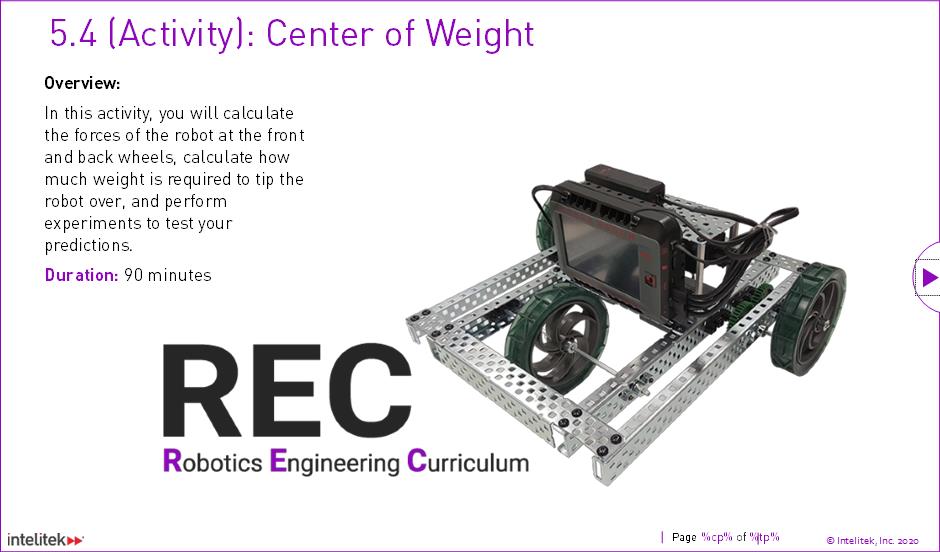 5.4 (Activity): Center of Weight
Overview:
In this activity, you will calculate
the forces of the robot at the front
and back wheels, calculate how
much weight is required to tip the
robot over, and perform
experiments to test your
predictions.
Duration: 90 minutes
REC
Robotics Engineering Curriculum
intelitek
Page %cp% of %tp%
© Intelitek, Inc. 2020